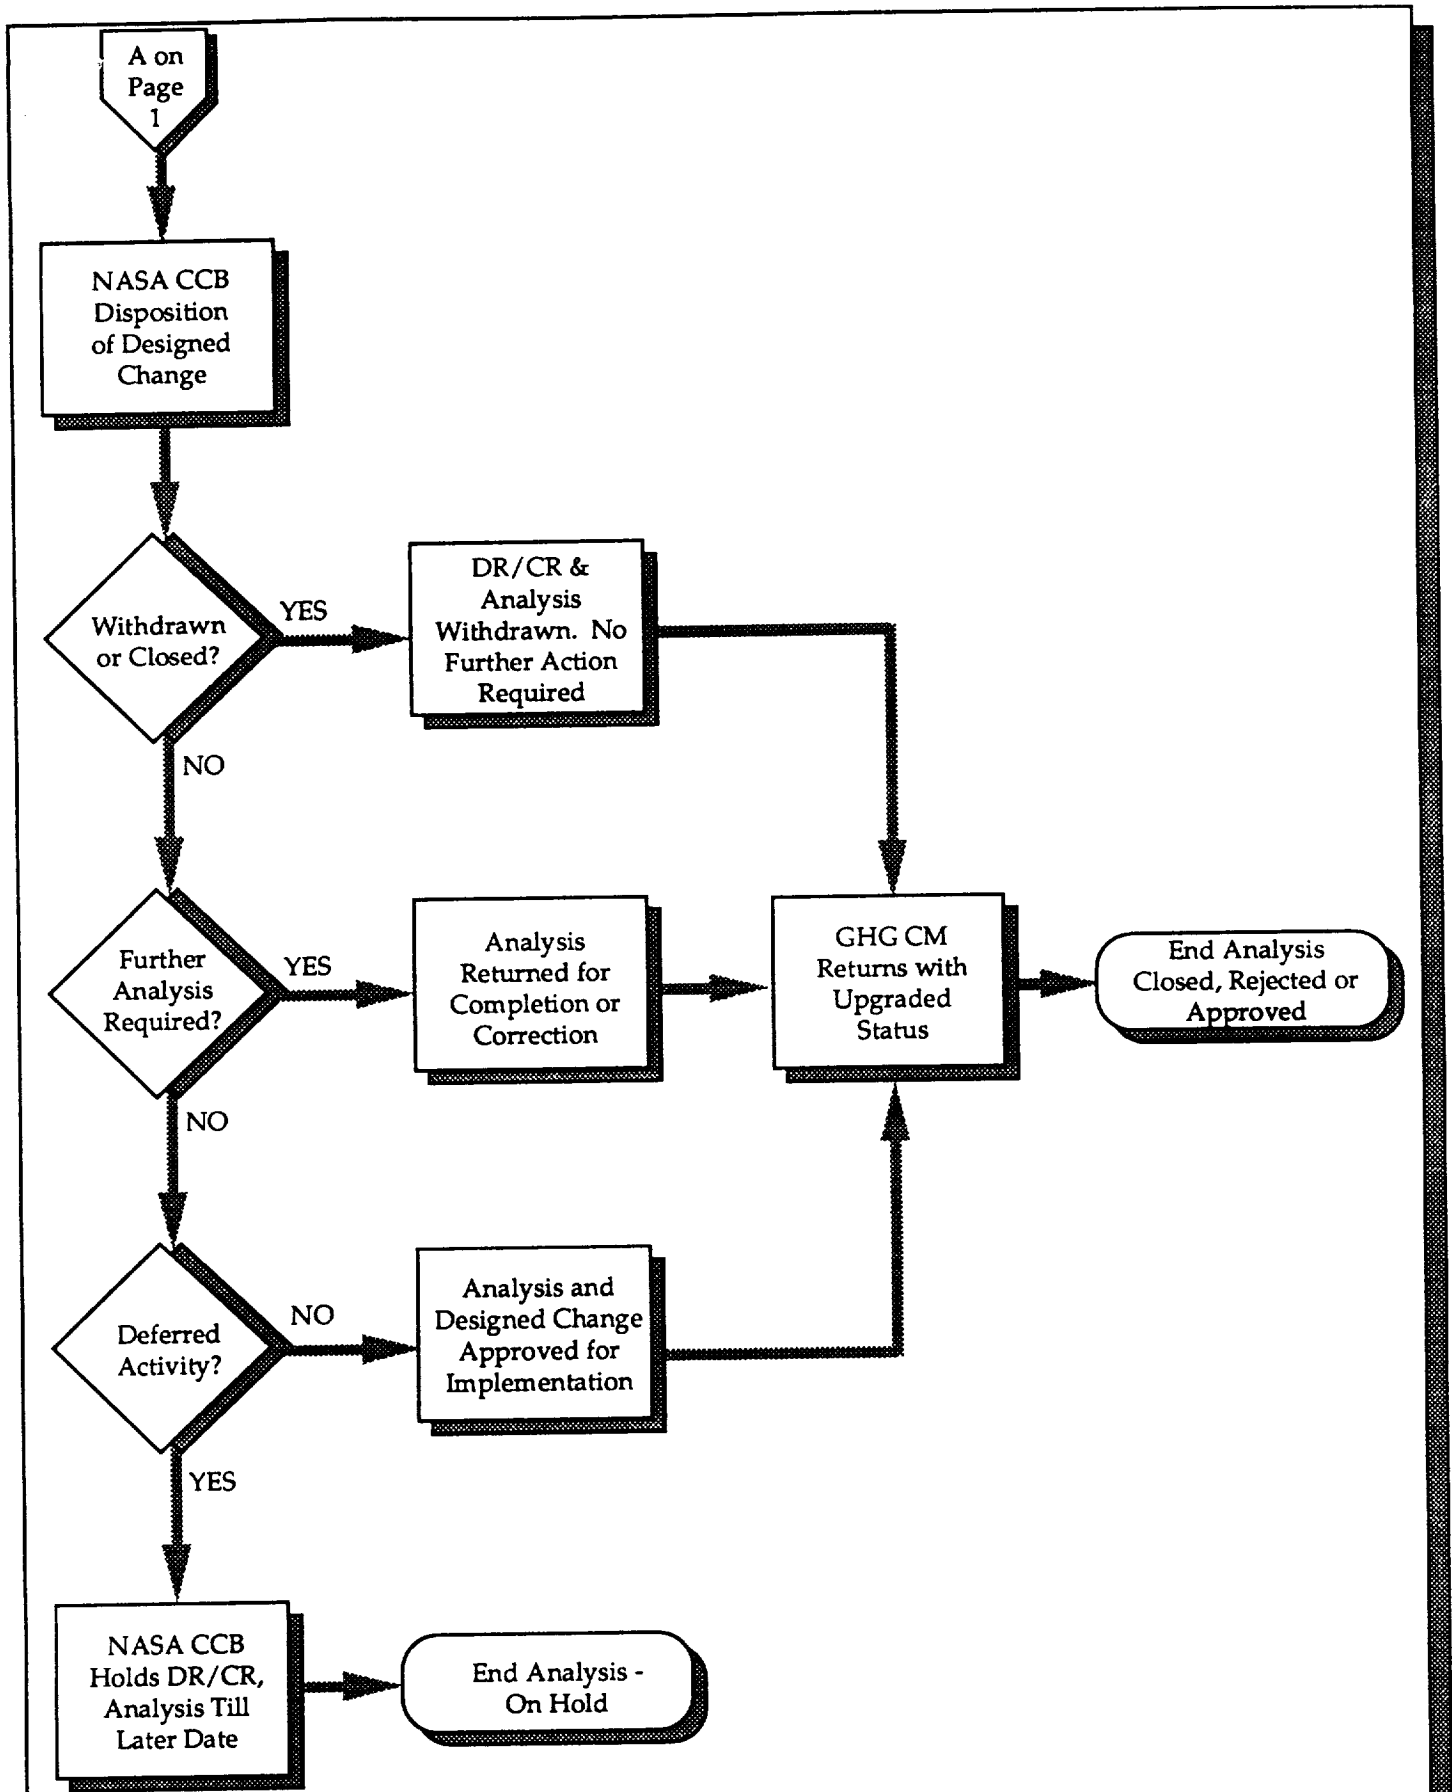 A on
Page
1
NASA CCB
Disposition
of Designed
Change
Withdrawn
or Closed?
YES
DR/CR &
Analysis
Withdrawn. No
Further Action
Required
NO
Further
Analysis
Required?
YES
Analysis
Returned for
Completion or
Correction
GHG CM
Returns with
Upgraded
Status
End Analysis
Closed, Rejected or
Approved
NO
Deferred
Activity?
NO
Analysis and
Designed Change
Approved for
Implementation
YES
NASA CCB
Holds DR/CR,
Analysis Till
Later Date
End Analysis -
On Hold